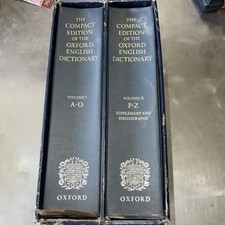 THE
COMPACT
EDITION
OF THE
OXFORD
ENGLISH
DICTIONARY
VOLUME I
A-O
OXFORD
THE
COMPACT
EDITION
OF THE
OXFORD
ENGLISH
DICTIONARY
VOLUME II
P-Z
SUPPLEMENT AND
BIBLIOGRAPHY
OXFORD